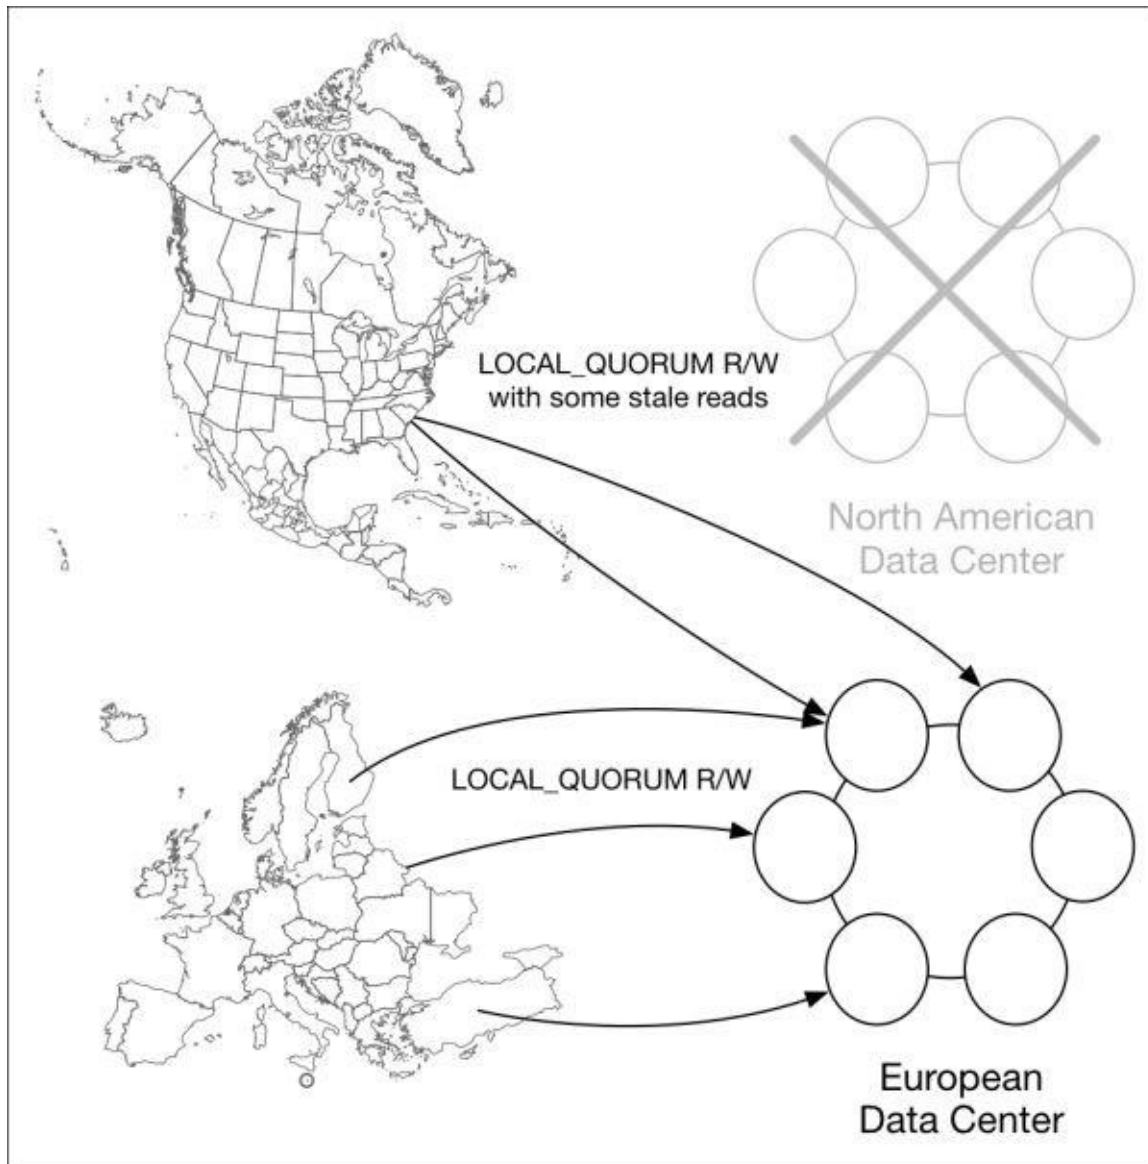 LOCAL_QUORUM R/W
with some stale reads
North American
Data Center
LOCAL_QUORUM R/W
European
Data Center